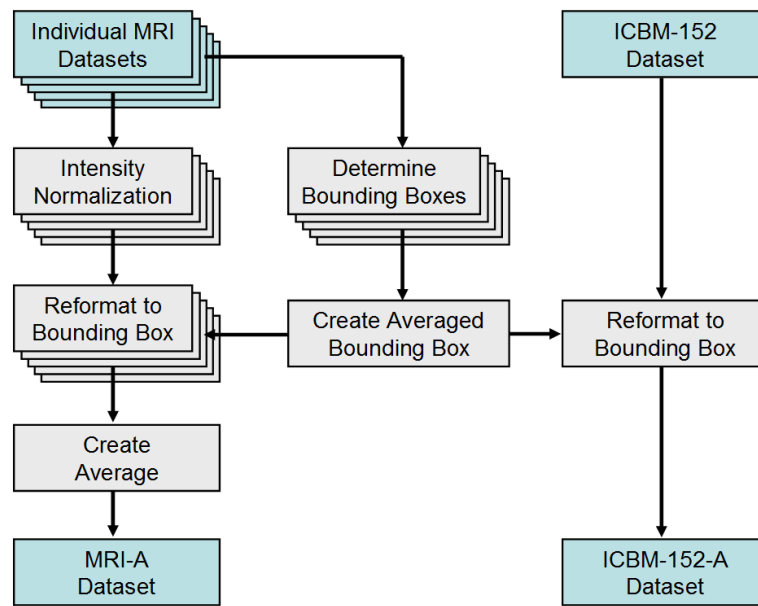 Individual MRI
Datasets
ICBM-152
Dataset
Intensity
Normalization
Determine
Bounding Boxes
Reformat to
Bounding Box
Create Averaged
Bounding Box
Reformat to
Bounding Box
Create
Average
MRI-A
Dataset
ICBM-152-A
Dataset